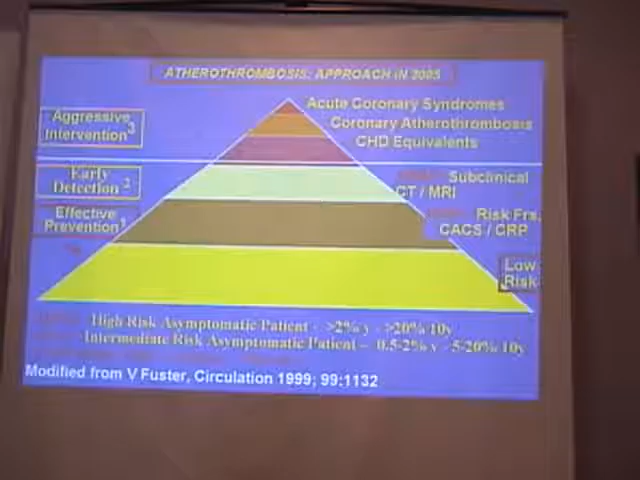 ATHEROTHROMBOSIS: APPROACH IN 2005
Acute Coronary Syndromes
Aggressive
Intervention3
Coronary Atherothrombosis
CHD Equivalents
Early
Detection 2
Subclinical
CT / MRI
Effective
Prevention1
Risk Frs.
CACS / CRP
Low
Risk
High Risk Asymptomatic Patient - >2% y - >20% 10y
Intermediate Risk Asymptomatic Patient - 0.5-2% y - 5-20% 10y
Modified from V Fuster, Circulation 1999; 99:1132